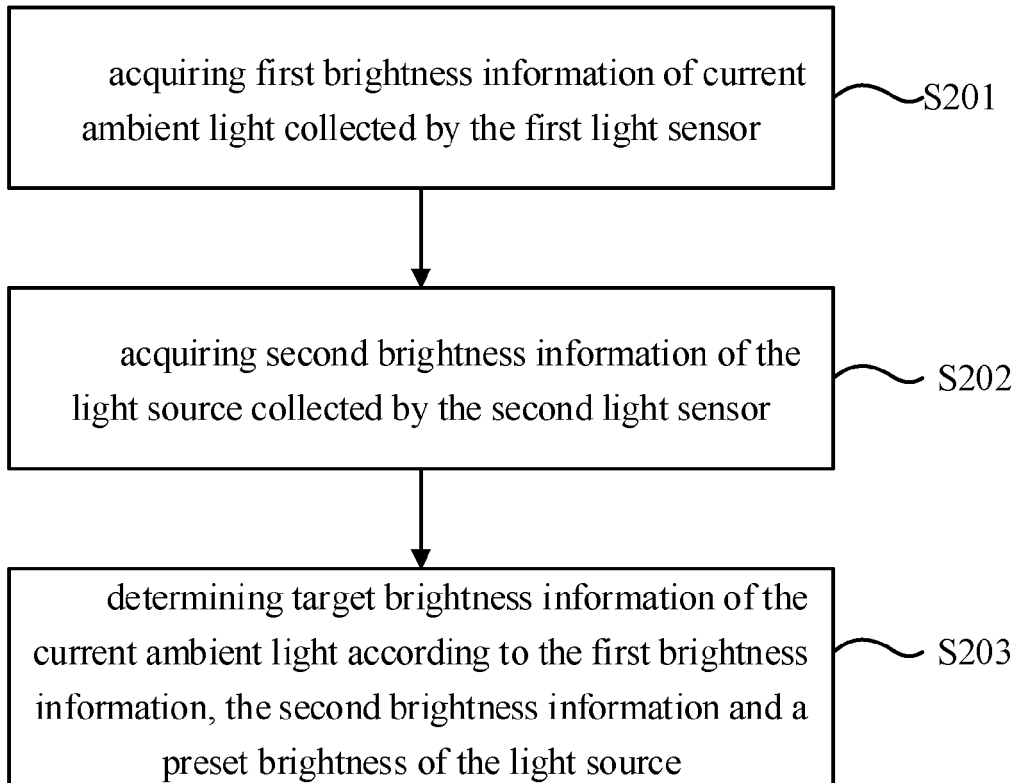 acquiring first brightness information of current
ambient light collected by the first light sensor
S201
acquiring second brightness information of the
light source collected by the second light sensor
S202
determining target brightness information of the
current ambient light according to the first brightness
information, the second brightness information and a
preset brightness of the light source
S203